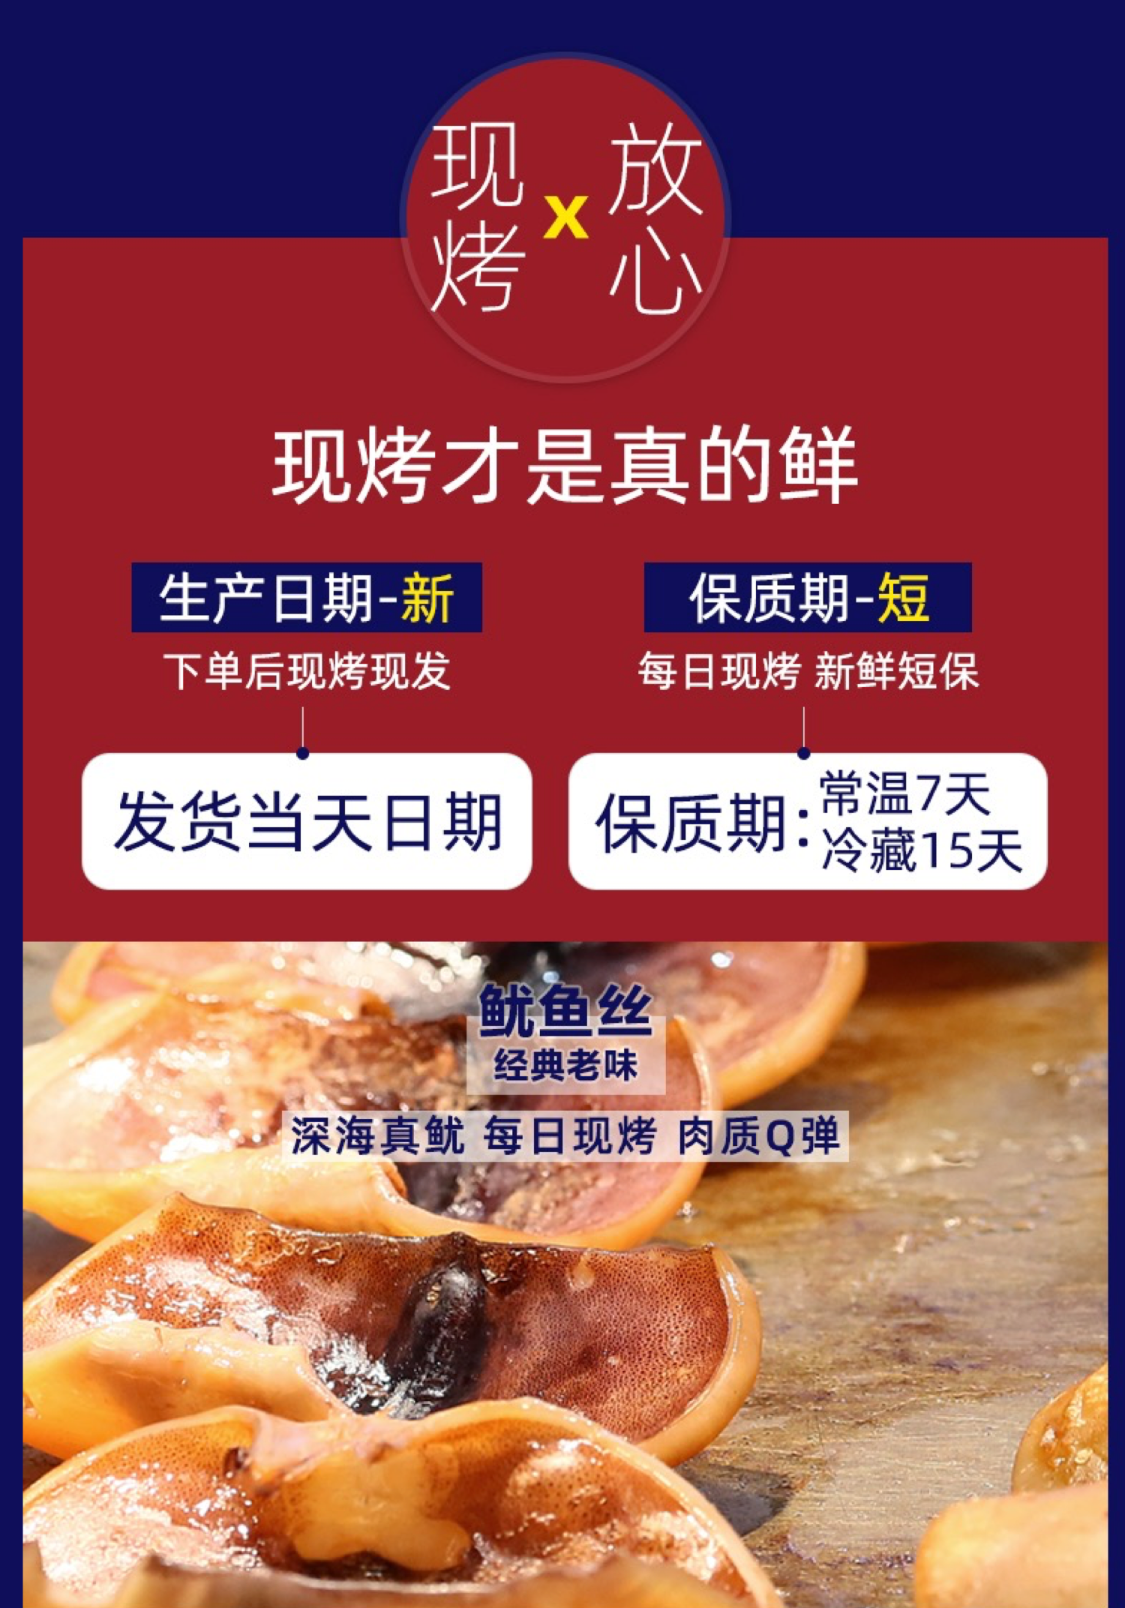 现烤
x
放心
现烤才是真的鲜
生产日期-新
保质期-短
下单后现烤现发
每日现烤 新鲜短保
发货当天日期
保质期:
常温7天
冷藏15天
鱿鱼丝
经典老味
深海真鱿 每日现烤 肉质Q弹